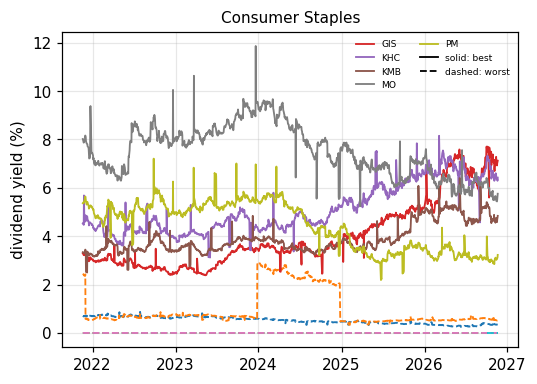 Consumer Staples
GIS
KHC
KMB
MO
PM
solid: best
dashed: worst
dividend yield (%)
12
10
8
6
4
2
0
2022
2023
2024
2025
2026
2027